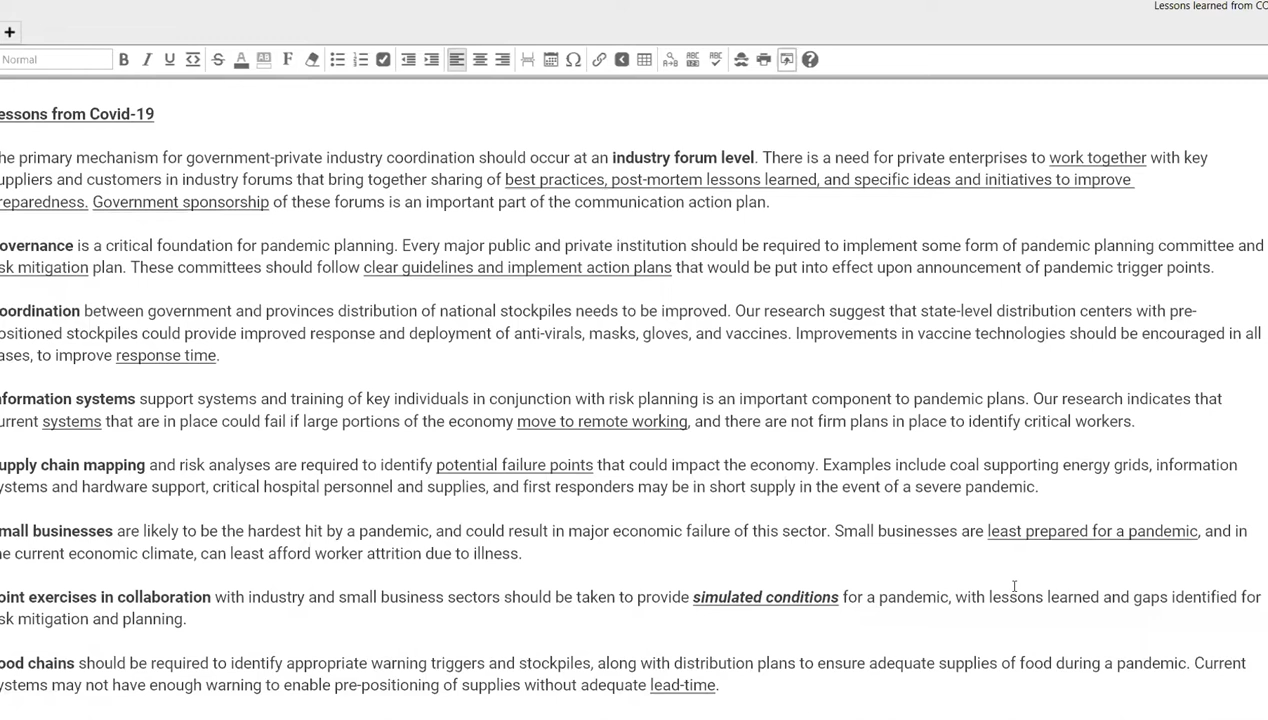 Lessons learned from CO
Normal
essons from Covid-19
he primary mechanism for government-private industry coordination should occur at an industry forum level. There is a need for private enterprises to work together with key
uppliers and customers in industry forums that bring together sharing of best practices, post-mortem lessons learned, and specific ideas and initiatives to improve
reparedness. Government sponsorship of these forums is an important part of the communication action plan.
overnance is a critical foundation for pandemic planning. Every major public and private institution should be required to implement some form of pandemic planning committee and
sk mitigation plan. These committees should follow clear guidelines and implement action plans that would be put into effect upon announcement of pandemic trigger points.
oordination between government and provinces distribution of national stockpiles needs to be improved. Our research suggest that state-level distribution centers with pre-
ositioned stockpiles could provide improved response and deployment of anti-virals, masks, gloves, and vaccines. Improvements in vaccine technologies should be encouraged in all
ases, to improve response time.
nformation systems support systems and training of key individuals in conjunction with risk planning is an important component to pandemic plans. Our research indicates that
urrent systems that are in place could fail if large portions of the economy move to remote working, and there are not firm plans in place to identify critical workers.
upply chain mapping and risk analyses are required to identify potential failure points that could impact the economy. Examples include coal supporting energy grids, information
ystems and hardware support, critical hospital personnel and supplies, and first responders may be in short supply in the event of a severe pandemic.
mall businesses are likely to be the hardest hit by a pandemic, and could result in major economic failure of this sector. Small businesses are least prepared for a pandemic, and in
he current economic climate, can least afford worker attrition due to illness.
oint exercises in collaboration with industry and small business sectors should be taken to provide simulated conditions for a pandemic, with lessons learned and gaps identified for
sk mitigation and planning.
ood chains should be required to identify appropriate warning triggers and stockpiles, along with distribution plans to ensure adequate supplies of food during a pandemic. Current
ystems may not have enough warning to enable pre-positioning of supplies without adequate lead-time.